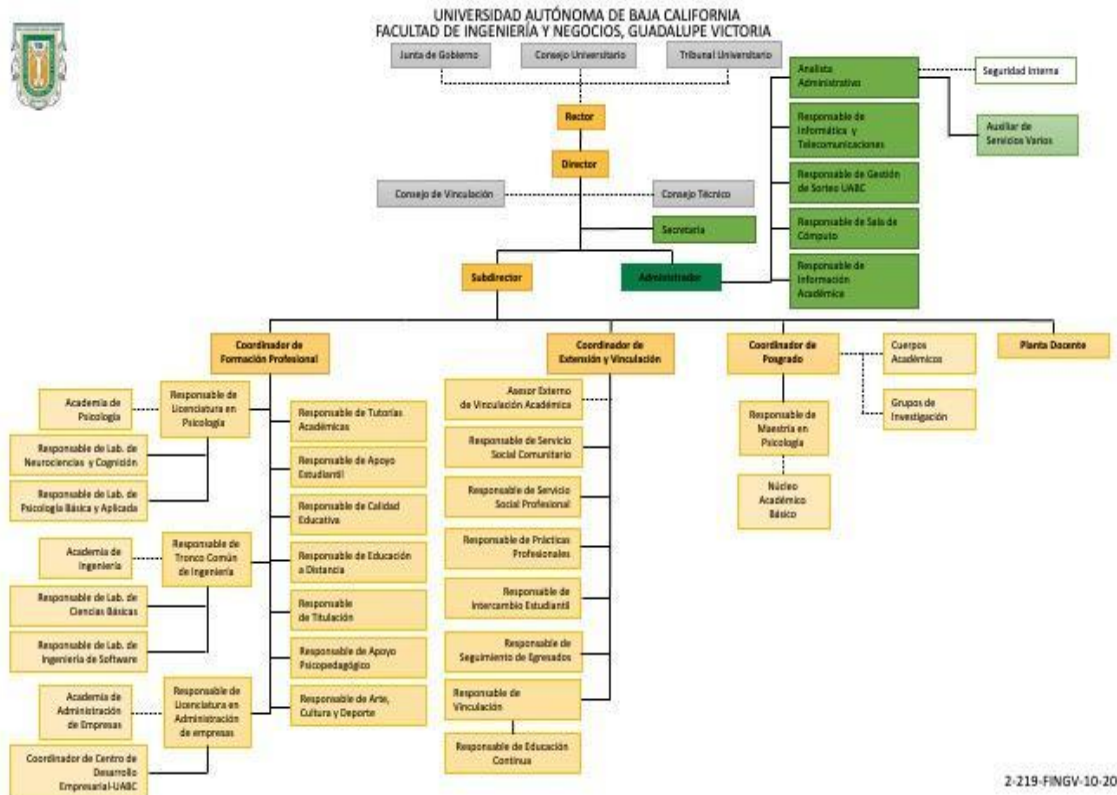 UNIVERSIDAD AUTÓNOMA DE BAJA CALIFORNIA
FACULTAD DE INGENIERÍA Y NEGOCIOS, GUADALUPE VICTORIA
Junta de Gobierno
Consejo Universitario
Tribunal Universitario
Rector
Director
Consejo de Vinculación
Consejo Técnico
Secretaria
Subdirector
Administrador
Analista
Administrativo
Seguridad Interna
Auxiliar de
Servicios Varios
Responsable de
Informática y
Telecomunicaciones
Responsable de Gestión
de Sorteo UABC
Responsable de Sala de
Cómputo
Responsable de
Información
Académica
Coordinador de
Formación Profesional
Coordinador de
Extensión y Vinculación
Coordinador de
Posgrado
Planta Docente
Cuerpos
Académicos
Grupos de
Investigación
Responsable de
Maestría en
Psicología
Núcleo
Académico
Básico
Academia de
Psicología
Responsable de
Licenciatura en
Psicología
Responsable de Lab. de
Neurociencias y Cognición
Responsable de Lab. de
Psicología Básica y Aplicada
Academia de
Ingeniería
Responsable de
Tronco Común
de Ingeniería
Responsable de Lab. de
Ciencias Básicas
Responsable de Lab. de
Ingeniería de Software
Academia de
Administración
de Empresas
Responsable de
Licenciatura en
Administración
de empresas
Coordinador de Centro de
Desarrollo
Empresarial-UABC
Responsable de Tutorías
Académicas
Responsable de Apoyo
Estudiantil
Responsable de Calidad
Educativa
Responsable de Educación
a Distancia
Responsable
de Titulación
Responsable de Apoyo
Psicopedagógico
Responsable de Arte,
Cultura y Deporte
Asesor Externo
de Vinculación Académica
Responsable de Servicio
Social Comunitario
Responsable de Servicio
Social Profesional
Responsable de Prácticas
Profesionales
Responsable de
Intercambio Estudiantil
Responsable de
Seguimiento de Egresados
Responsable de
Vinculación
Responsable de Educación
Continua
2-219-FINGV-10-20